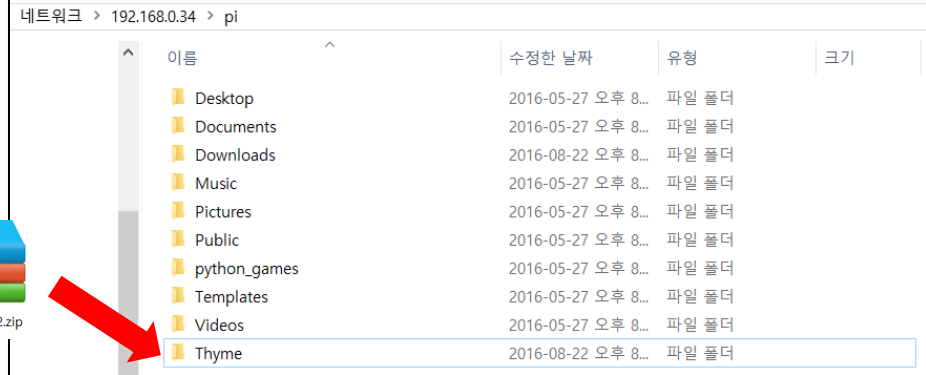 네트워크 > 192.168.0.34 > pi
이름 수정한 날짜 유형 크기
Desktop 2016-05-27 오후 8... 파일 폴더
Documents 2016-05-27 오후 8... 파일 폴더
Downloads 2016-08-22 오후 8... 파일 폴더
Music 2016-05-27 오후 8... 파일 폴더
Pictures 2016-05-27 오후 8... 파일 폴더
Public 2016-05-27 오후 8... 파일 폴더
python_games 2016-05-27 오후 8... 파일 폴더
Templates 2016-05-27 오후 8... 파일 폴더
Videos 2016-05-27 오후 8... 파일 폴더
2.zip
Thyme 2016-08-22 오후 8... 파일 폴더